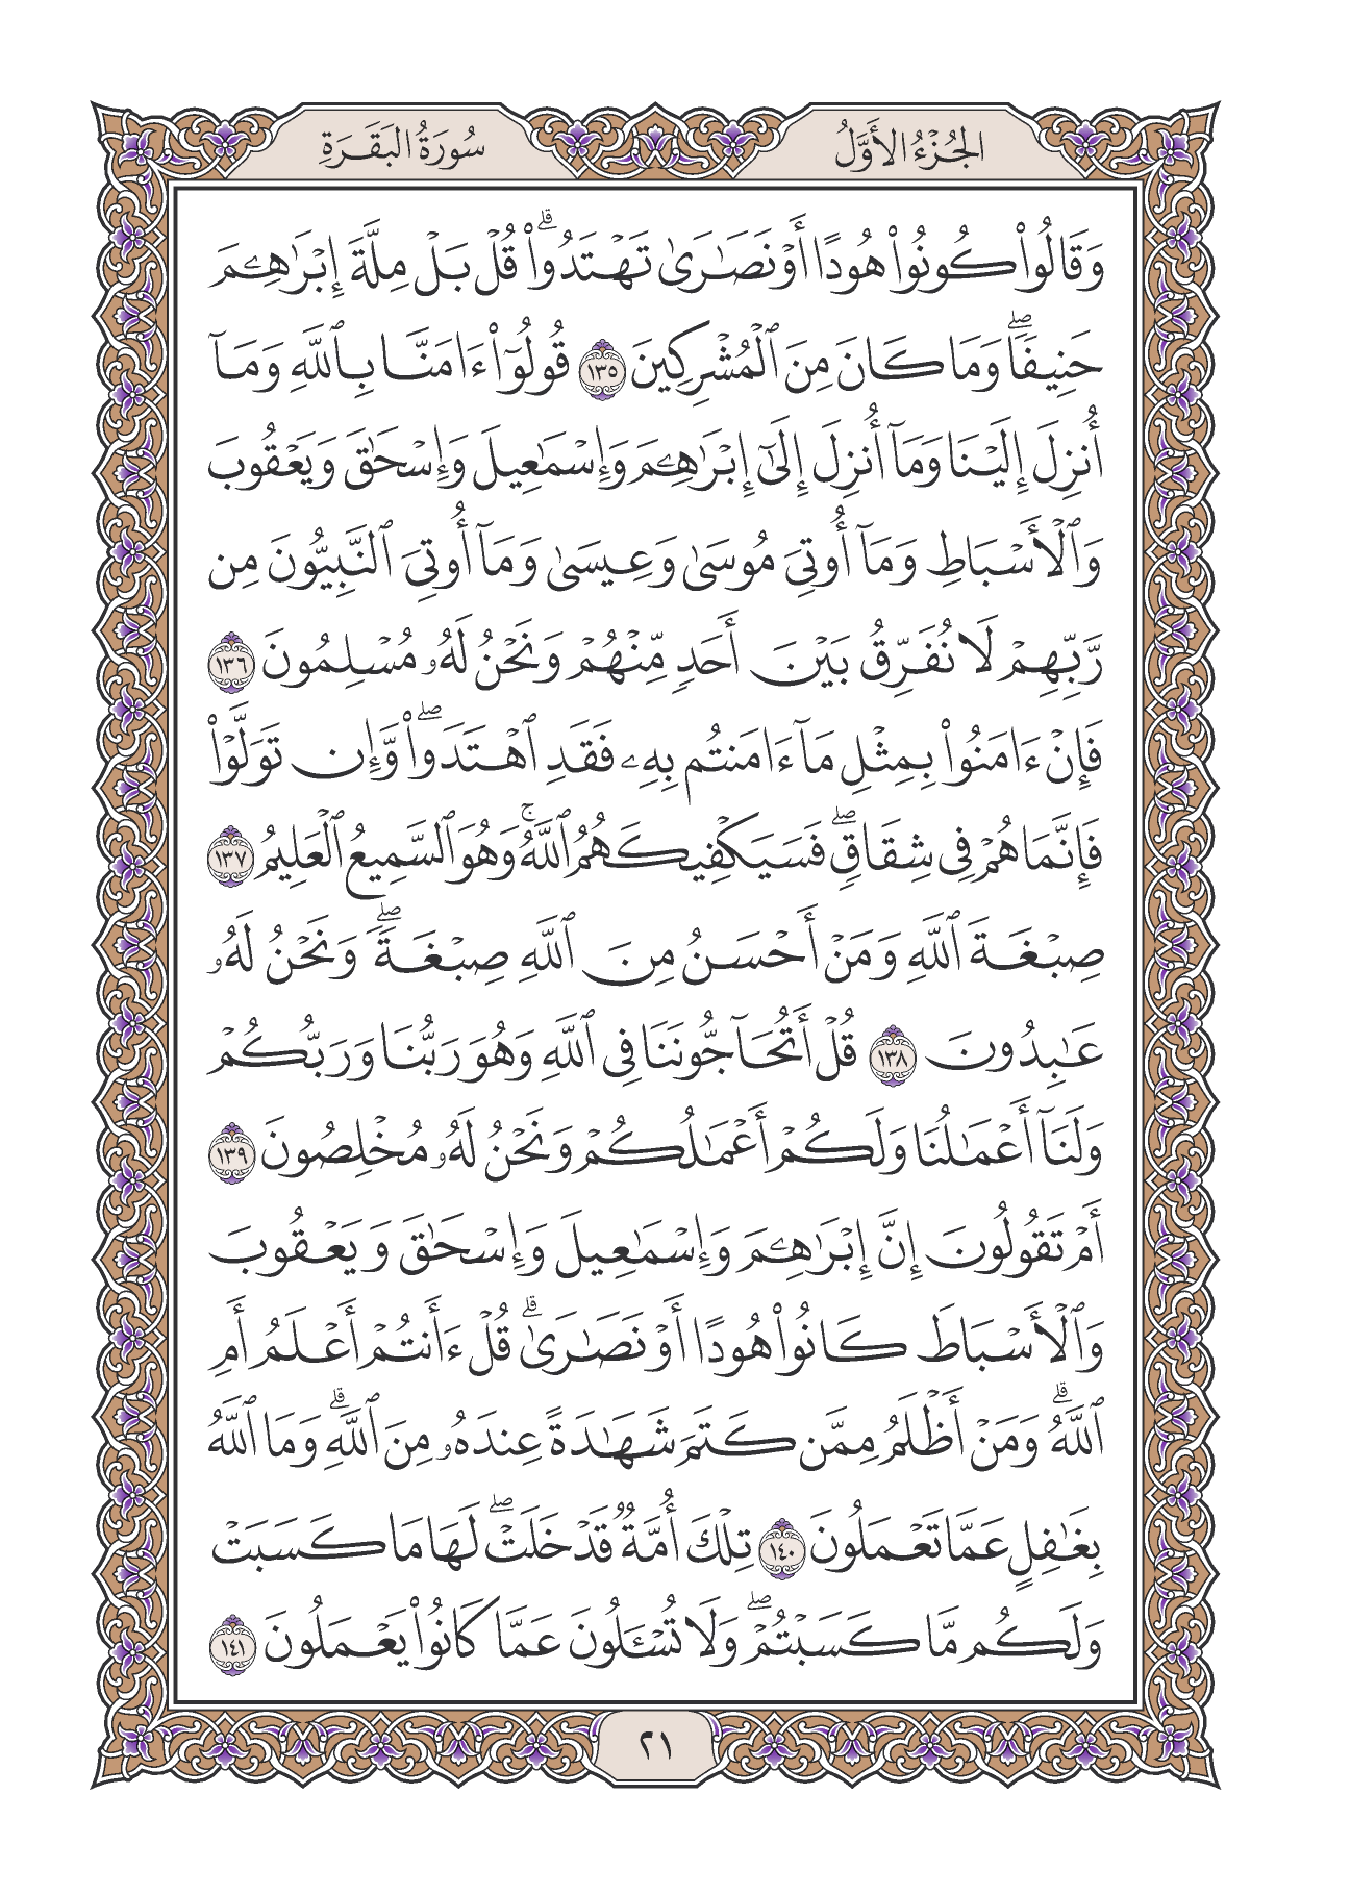 الجُزْءُ الأَوَّلُ
سُورَةُ البَقَرَةِ
وَقَالُوا۟ كُونُوا۟ هُودًا أَوْ نَصَٰرَىٰ تَهْتَدُوا۟ ۗ قُلْ بَلْ مِلَّةَ إِبْرَٰهِـۧمَ
حَنِيفًا ۖ وَمَا كَانَ مِنَ ٱلْمُشْرِكِينَ ١٣٥ قُولُوٓا۟ ءَامَنَّا بِٱللَّهِ وَمَآ
أُنزِلَ إِلَيْنَا وَمَآ أُنزِلَ إِلَىٰٓ إِبْرَٰهِـۧمَ وَإِسْمَٰعِيلَ وَإِسْحَٰقَ وَيَعْقُوبَ
وَٱلْأَسْبَاطِ وَمَآ أُوتِىَ مُوسَىٰ وَعِيسَىٰ وَمَآ أُوتِىَ ٱلنَّبِيُّونَ مِن
رَّبِّهِمْ لَا نُفَرِّقُ بَيْنَ أَحَدٍ مِّنْهُمْ وَنَحْنُ لَهُۥ مُسْلِمُونَ ١٣٦
فَإِنْ ءَامَنُوا۟ بِمِثْلِ مَآ ءَامَنتُم بِهِۦ فَقَدِ ٱهْتَدَوا۟ ۖ وَّإِن تَوَلَّوْا۟
فَإِنَّمَا هُمْ فِى شِقَاقٍ ۖ فَسَيَكْفِيكَهُمُ ٱللَّهُ ۚ وَهُوَ ٱلسَّمِيعُ ٱلْعَلِيمُ ١٣٧
صِبْغَةَ ٱللَّهِ وَمَنْ أَحْسَنُ مِنَ ٱللَّهِ صِبْغَةً ۖ وَنَحْنُ لَهُۥ
عَٰبِدُونَ ١٣٨ قُلْ أَتُحَآجُّونَنَا فِى ٱللَّهِ وَهُوَ رَبُّنَا وَرَبُّكُمْ
وَلَنَآ أَعْمَٰلُنَا وَلَكُمْ أَعْمَٰلُكُمْ وَنَحْنُ لَهُۥ مُخْلِصُونَ ١٣٩
أَمْ تَقُولُونَ إِنَّ إِبْرَٰهِـۧمَ وَإِسْمَٰعِيلَ وَإِسْحَٰقَ وَيَعْقُوبَ
وَٱلْأَسْبَاطَ كَانُوا۟ هُودًا أَوْ نَصَٰرَىٰ ۗ قُلْ ءَأَنتُمْ أَعْلَمُ أَمِ
ٱللَّهُ ۗ وَمَنْ أَظْلَمُ مِمَّن كَتَمَ شَهَٰدَةً عِندَهُۥ مِنَ ٱللَّهِ ۗ وَمَا ٱللَّهُ
بِغَٰفِلٍ عَمَّا تَعْمَلُونَ ١٤٠ تِلْكَ أُمَّةٌ قَدْ خَلَتْ ۖ لَهَا مَا كَسَبَتْ
وَلَكُم مَّا كَسَبْتُمْ ۖ وَلَا تُسْـَٔلُونَ عَمَّا كَانُوا۟ يَعْمَلُونَ ١٤١
٢١